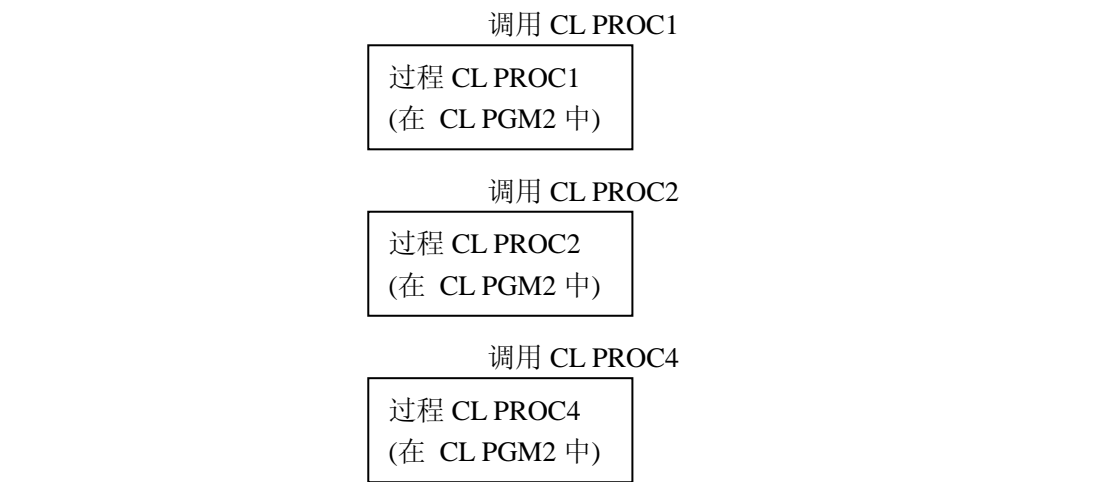 调用 CL PROC1
过程 CL PROC1
(在 CL PGM2 中)
调用 CL PROC2
过程 CL PROC2
(在 CL PGM2 中)
调用 CL PROC4
过程 CL PROC4
(在 CL PGM2 中)